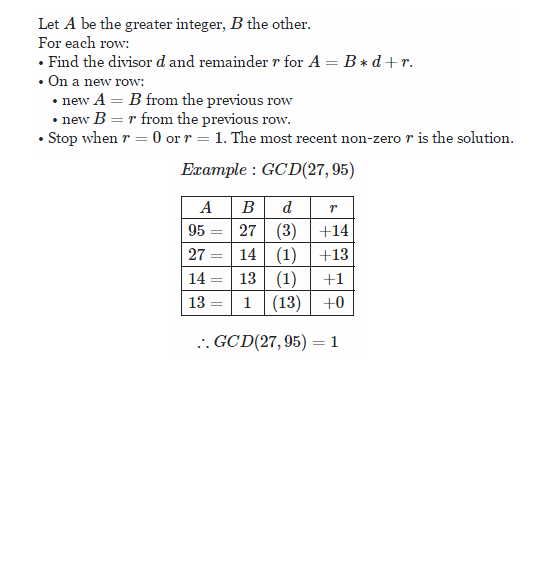 Let A be the greater integer, B the other.
For each row:
• Find the divisor d and remainder r for A = B ∗ d + r.
• On a new row:
• new A = B from the previous row
• new B = r from the previous row.
• Stop when r = 0 or r = 1. The most recent non-zero r is the solution.
Example : GCD(27, 95)
A B d r
95 = 27 (3) +14
27 = 14 (1) +13
14 = 13 (1) +1
13 = 1 (13) +0
∴ GCD(27, 95) = 1